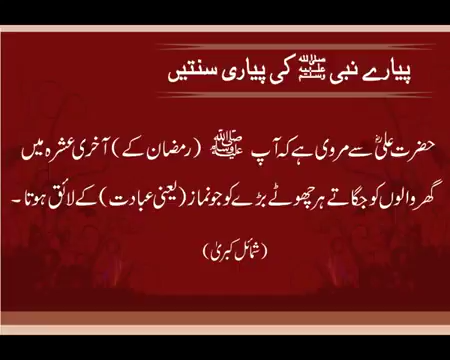 پیارے نبی ﷺ کی پیاری سنتیں
حضرت علیؓ سے مروی ہے کہ آپ ﷺ (رمضان کے) آخری عشرہ میں
گھر والوں کو جگاتے ہر چھوٹے بڑے کو جو نماز (یعنی عبادت) کے لائق ہوتا ۔
(شمائل کبریٰ)